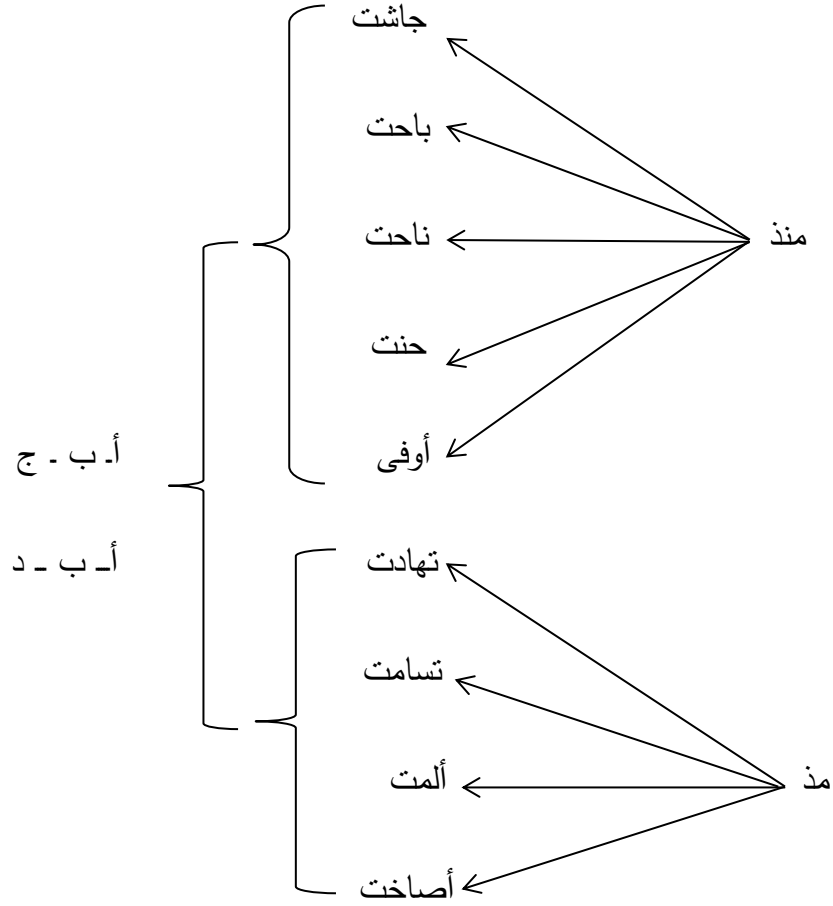 جاشت
باحت
ناحت
منذ
حنت
أوفى
أ- ب - ج
تهادت
أ- ب - د
تسامت
ألمت
مذ
أصاخت